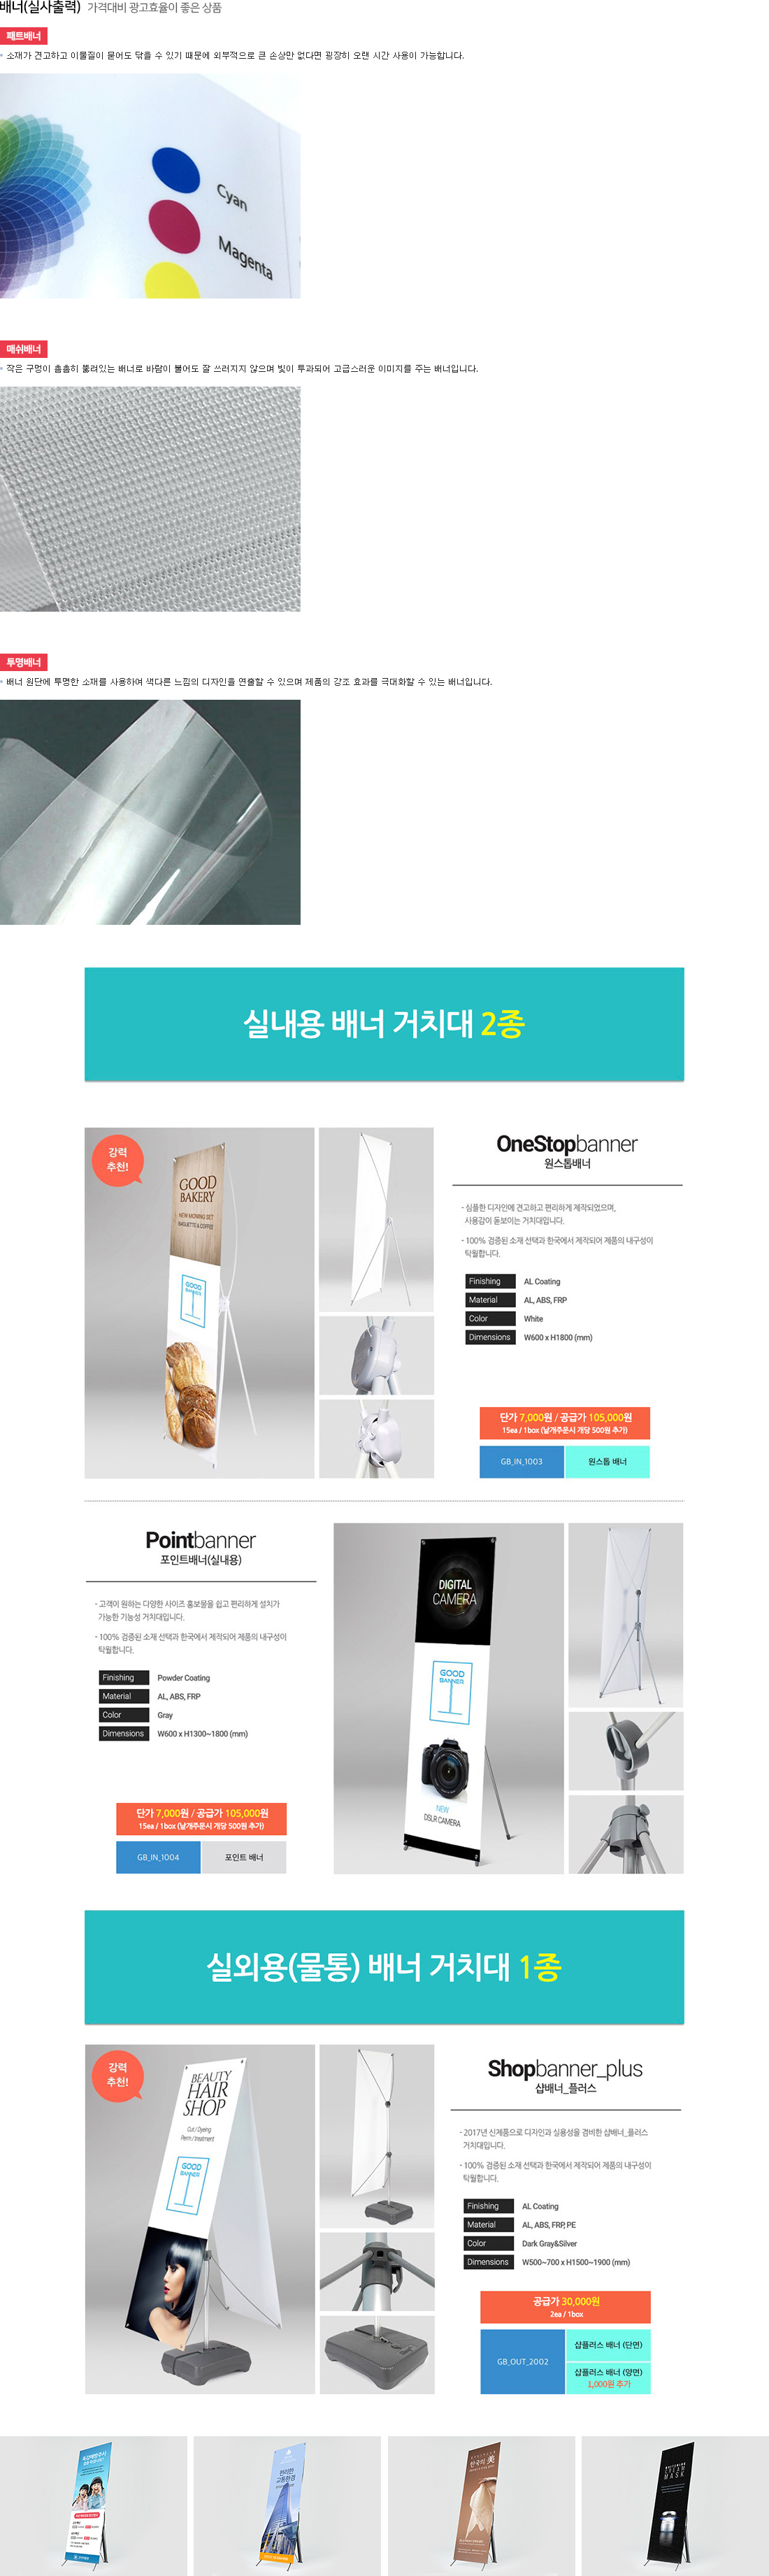 배너(실사출력) 가격대비 광고효율이 좋은 상품
패트배너
소재가 견고하고 이물질이 묻어도 닦을 수 있기 때문에 외부적으로 큰 손상만 없다면 굉장히 오랜 시간 사용이 가능합니다.
Cyan
Magenta
매쉬배너
작은 구멍이 촘촘히 뚫려있는 배너로 바람이 불어도 잘 쓰러지지 않으며 빛이 투과되어 고급스러운 이미지를 주는 배너입니다.
투명배너
배너 원단에 투명한 소재를 사용하여 색다른 느낌의 디자인을 연출할 수 있으며 제품의 강조 효과를 극대화할 수 있는 배너입니다.
실내용 배너 거치대 2종
강력
추천!
GOOD
BAKERY
NEW MORNING SET
BAGUETTE & COFFEE
GOOD
BANNER
OneStopbanner
원스톱배너
- 심플한 디자인에 견고하고 편리하게 제작되었으며,
사용감이 돋보이는 거치대입니다.
- 100% 검증된 소재 선택과 한국에서 제작되어 제품의 내구성이
탁월합니다.
Finishing AL Coating
Material AL, ABS, FRP
Color White
Dimensions W600 x H1800 (mm)
단가 7,000원 / 공급가 105,000원
15ea / 1box (낱개주문시 개당 500원 추가)
GB_IN_1003 원스톱 배너
Pointbanner
포인트배너(실내용)
- 고객이 원하는 다양한 사이즈 홍보물을 쉽고 편리하게 설치가
가능한 기능성 거치대입니다.
- 100% 검증된 소재 선택과 한국에서 제작되어 제품의 내구성이
탁월합니다.
Finishing Powder Coating
Material AL, ABS, FRP
Color Gray
Dimensions W600 x H1300~1800 (mm)
단가 7,000원 / 공급가 105,000원
15ea / 1box (낱개주문시 개당 500원 추가)
GB_IN_1004 포인트 배너
DIGITAL
CAMERA
GOOD
BANNER
NEW
DSLR CAMERA
실외용(물통) 배너 거치대 1종
강력
추천!
BEAUTY
HAIR
SHOP
Cut / Dyeing
Perm / treatment
GOOD
BANNER
Shopbanner_plus
샵배너_플러스
- 2017년 신제품으로 디자인과 실용성을 겸비한 샵배너_플러스
거치대입니다.
- 100% 검증된 소재 선택과 한국에서 제작되어 제품의 내구성이
탁월합니다.
Finishing AL Coating
Material AL, ABS, FRP, PE
Color Dark Gray&Silver
Dimensions W500~700 x H1500~1900 (mm)
공급가 30,000원
2ea / 1box
GB_OUT_2002
샵플러스 배너 (단면)
샵플러스 배너 (양면)
1,000원 추가
편리한
교통환경
한국의 美
MASK